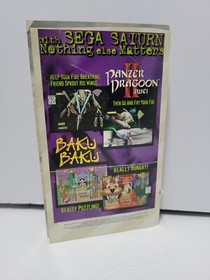 with SEGA SATURN
Nothing else Matters
KEEP YOUR FIRE BREATHING
FRIEND SPROUT HIS WINGS
PANZER
DRAGOON
II
ZWEI
THEN GO AND FRY YOUR FOE!
BAKU
BAKU
REALLY HUNGRY!
REALLY PUZZLING!